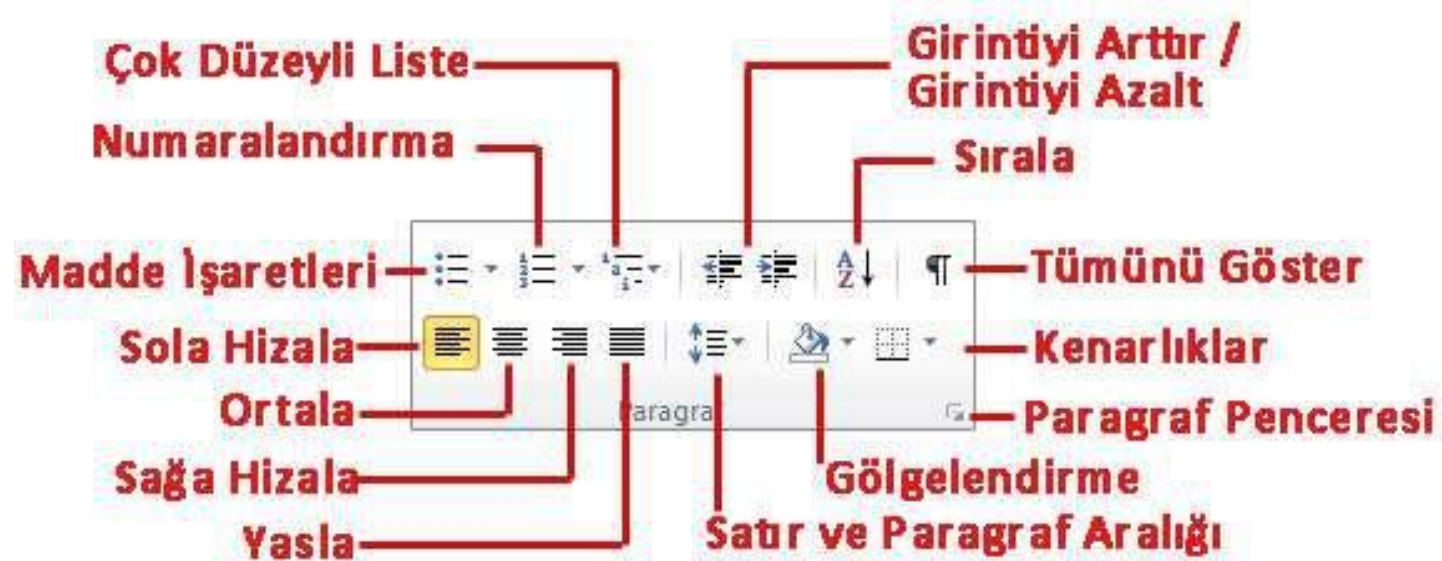 Çok Düzeyli Liste
Girintiyi Arttır /
Girintiyi Azalt
Numaralandırma
Sırala
Madde İşaretleri
Tümünü Göster
Sola Hizala
Kenarlıklar
Ortala
Paragraf
Paragraf Penceresi
Sağa Hizala
Gölgelendirme
Yasla
Satır ve Paragraf Aralığı